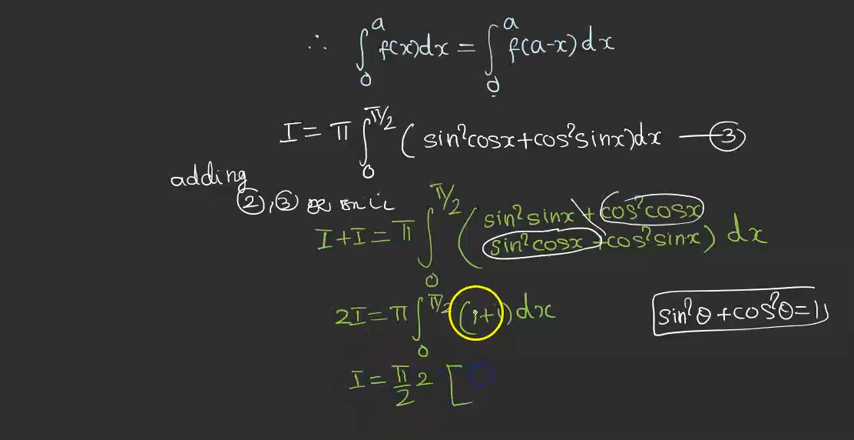 ∴ ∫₀ᵃ f(x)dx = ∫₀ᵃ f(a-x)dx
I = π ∫₀^π/2 (sin²cosx+cos²sinx)dx — ③
adding
②,③
I+I = π ∫₀^π/2 (sin²sinx + cos²cosx
sin²cosx + cos²sinx) dx
2I = π ∫₀^π/2 (1+1)dx
sin²θ + cos²θ = 1
I = π/2 2 [